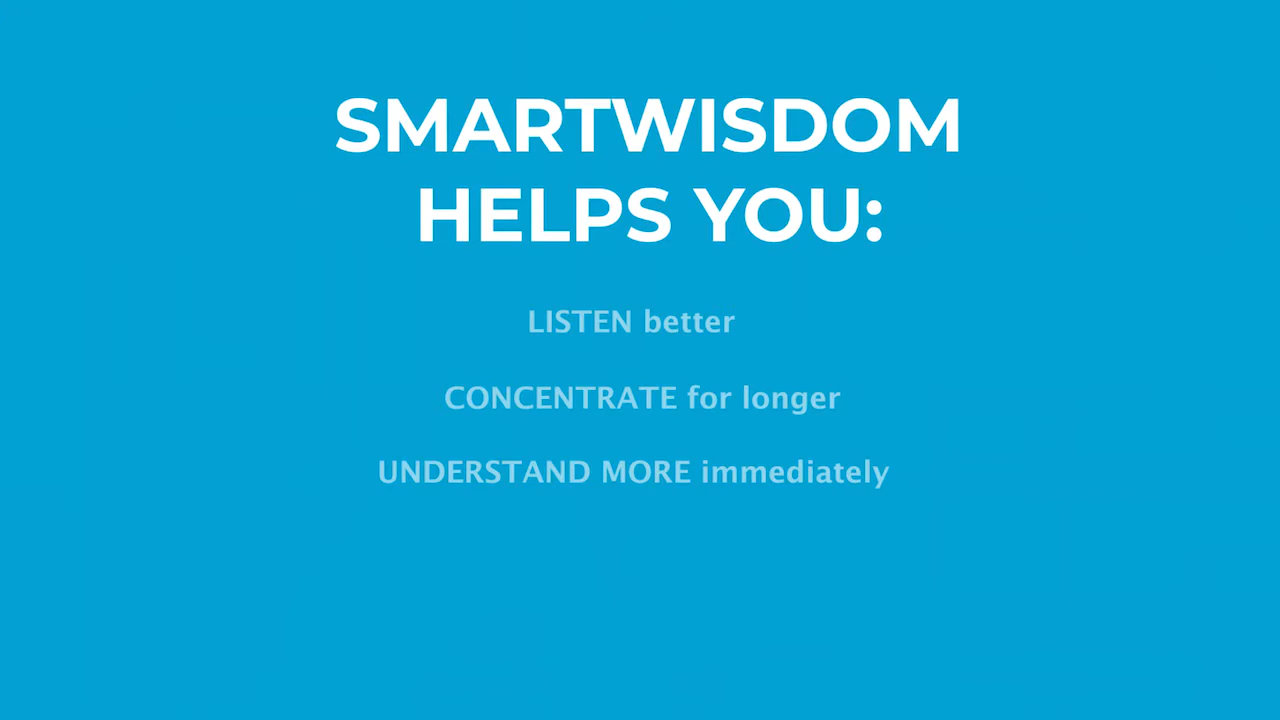 SMARTWISDOM
HELPS YOU:
LISTEN better
CONCENTRATE for longer
UNDERSTAND MORE immediately